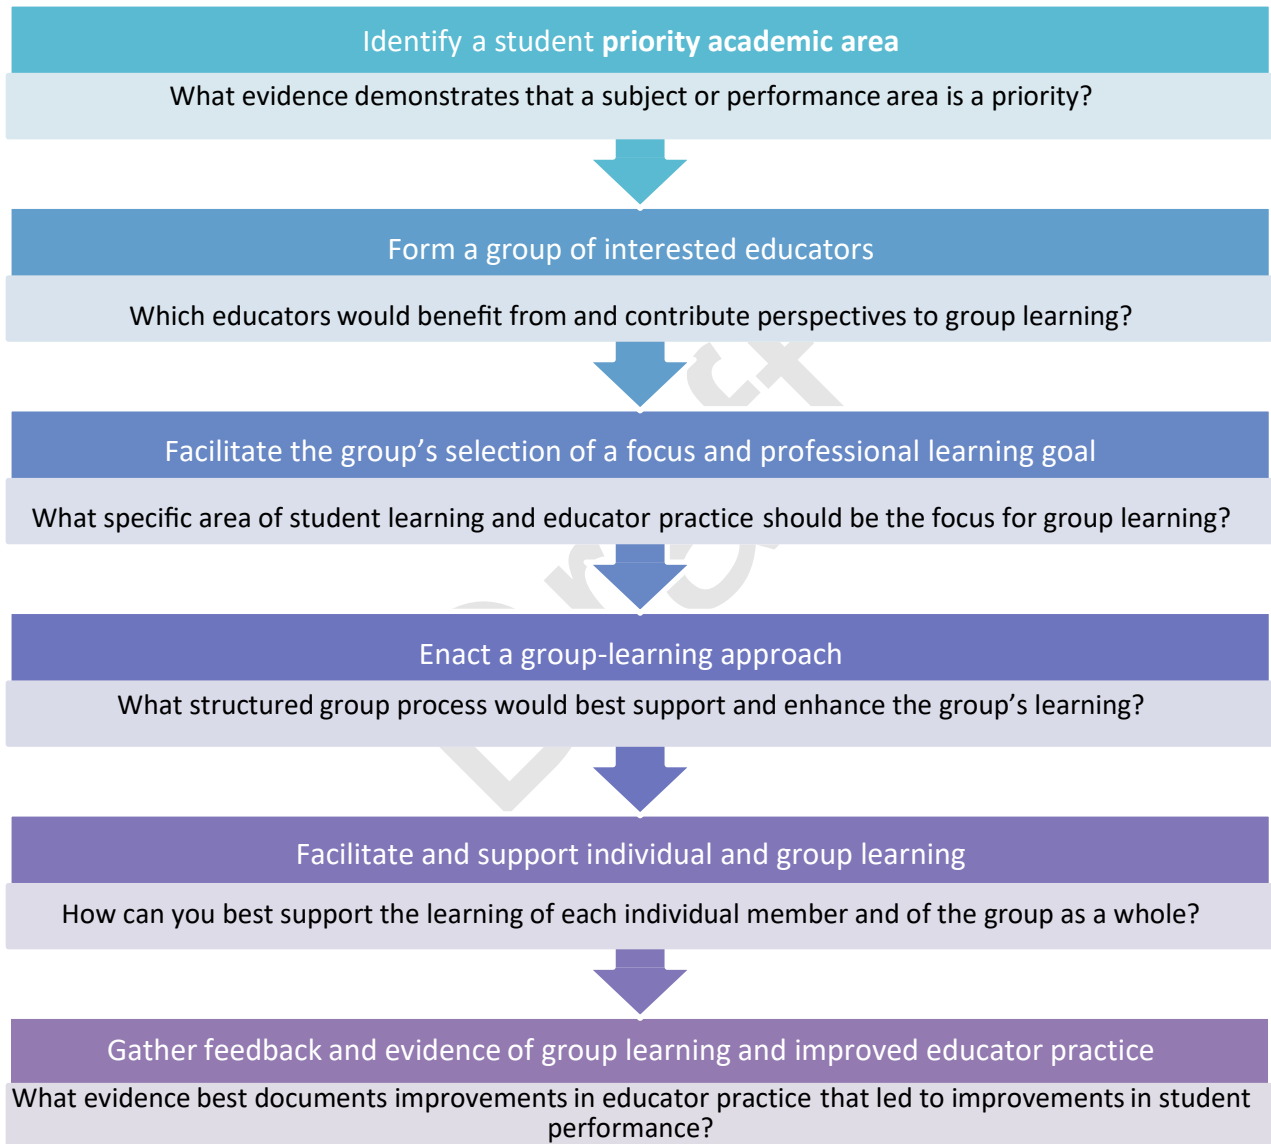 Identify a student priority academic area
What evidence demonstrates that a subject or performance area is a priority?
Form a group of interested educators
Which educators would benefit from and contribute perspectives to group learning?
Facilitate the group’s selection of a focus and professional learning goal
What specific area of student learning and educator practice should be the focus for group learning?
Enact a group-learning approach
What structured group process would best support and enhance the group’s learning?
Facilitate and support individual and group learning
How can you best support the learning of each individual member and of the group as a whole?
Gather feedback and evidence of group learning and improved educator practice
What evidence best documents improvements in educator practice that led to improvements in student
performance?
Draft